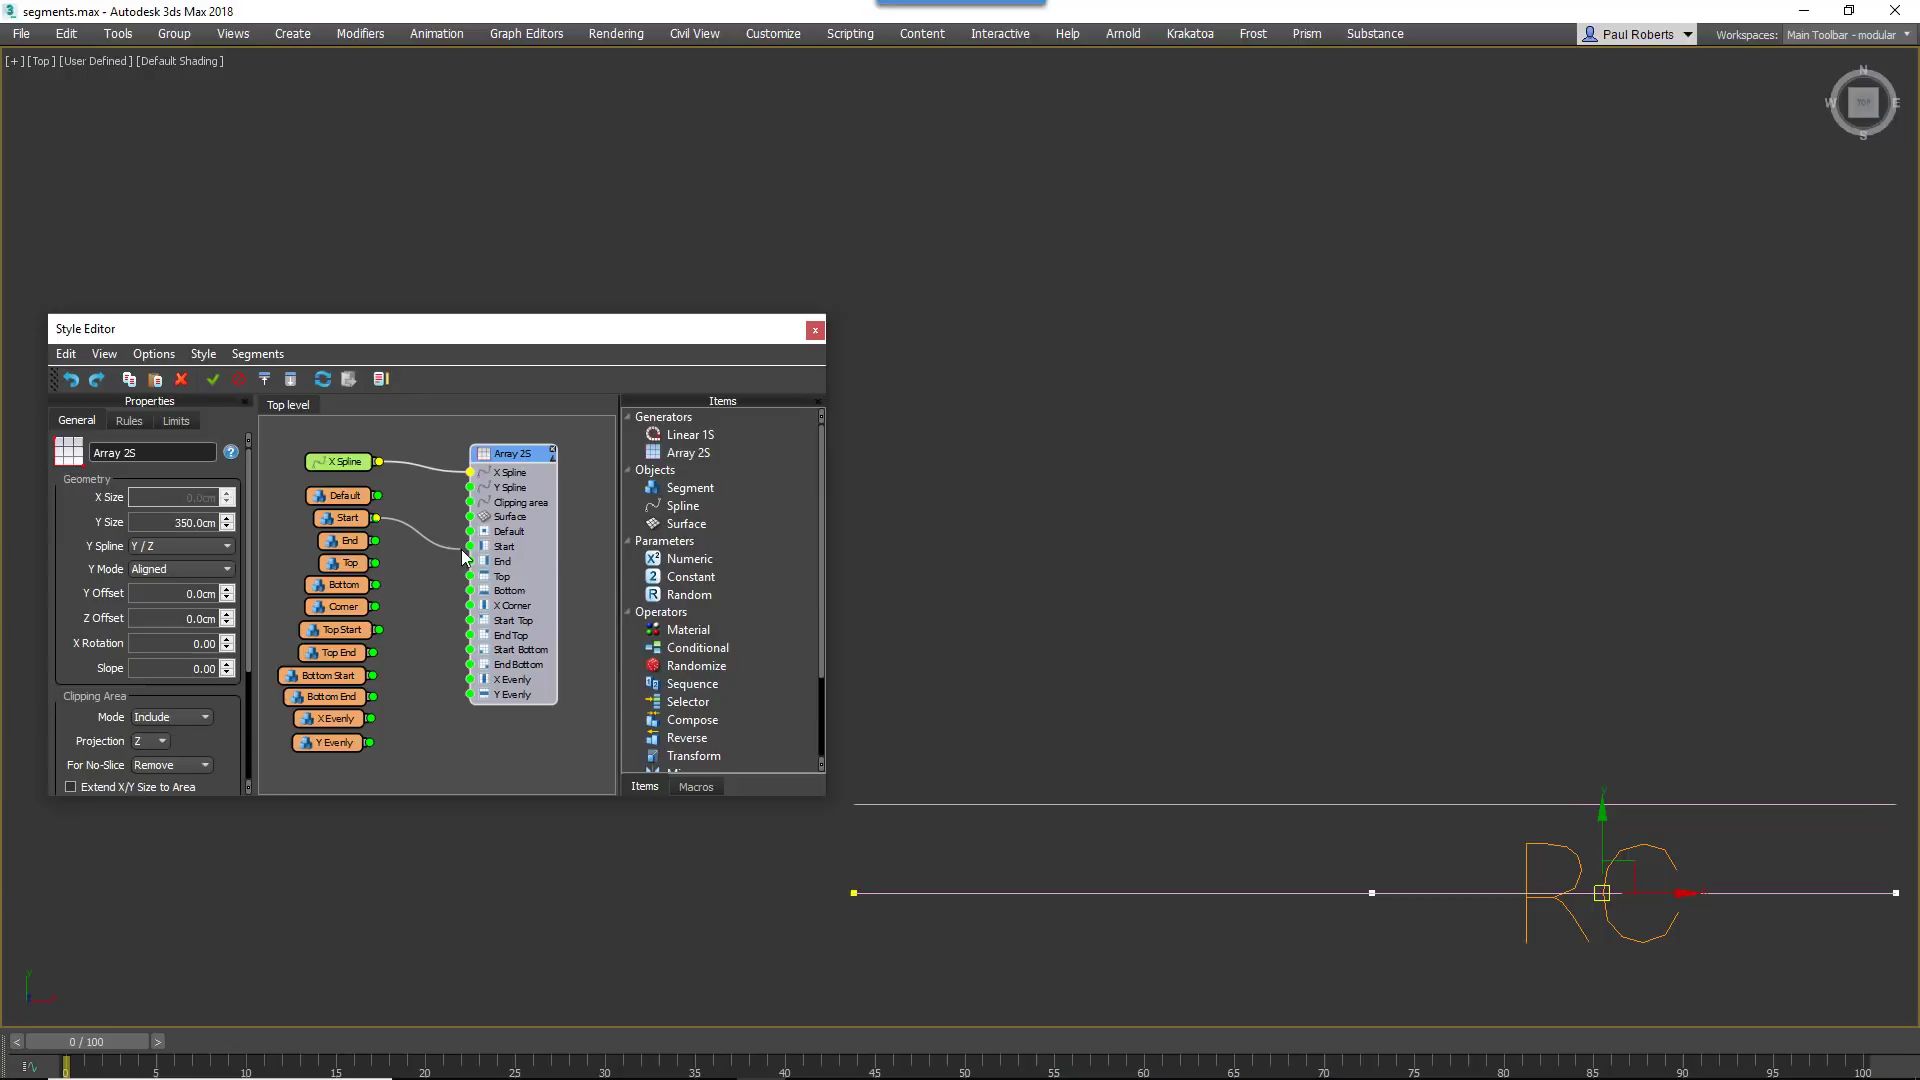 segments.max - Autodesk 3ds Max 2018
File Edit Tools Group Views Create Modifiers Animation Graph Editors Rendering Civil View Customize Scripting Content Interactive Help Arnold Krakatoa Frost Prism Substance Paul Roberts Workspaces: Main Toolbar - modular
[+] [Top] [User Defined] [Default Shading]
N
W TOP E
S
Style Editor x
Edit View Options Style Segments
Properties
General Rules Limits
Array 2S ?
Geometry
X Size 0.0cm
Y Size 350.0cm
Y Spline Y / Z
Y Mode Aligned
Y Offset 0.0cm
Z Offset 0.0cm
X Rotation 0.00
Slope 0.00
Clipping Area
Mode Include
Projection Z
For No-Slice Remove
Extend X/Y Size to Area
Top level
X Spline
Default
Start
End
Top
Bottom
Corner
Top Start
Top End
Bottom Start
Bottom End
X Evenly
Y Evenly
Array 2S
X Spline
Y Spline
Clipping area
Surface
Default
Start
End
Top
Bottom
X Corner
Start Top
End Top
Start Bottom
End Bottom
X Evenly
Y Evenly
Items
Generators
Linear 1S
Array 2S
Objects
Segment
Spline
Surface
Parameters
Numeric
Constant
Random
Operators
Material
Conditional
Randomize
Sequence
Selector
Compose
Reverse
Transform
Items Macros
RC
y
y
< 0 / 100 >
0 5 10 15 20 25 30 35 40 45 50 55 60 65 70 75 80 85 90 95 100